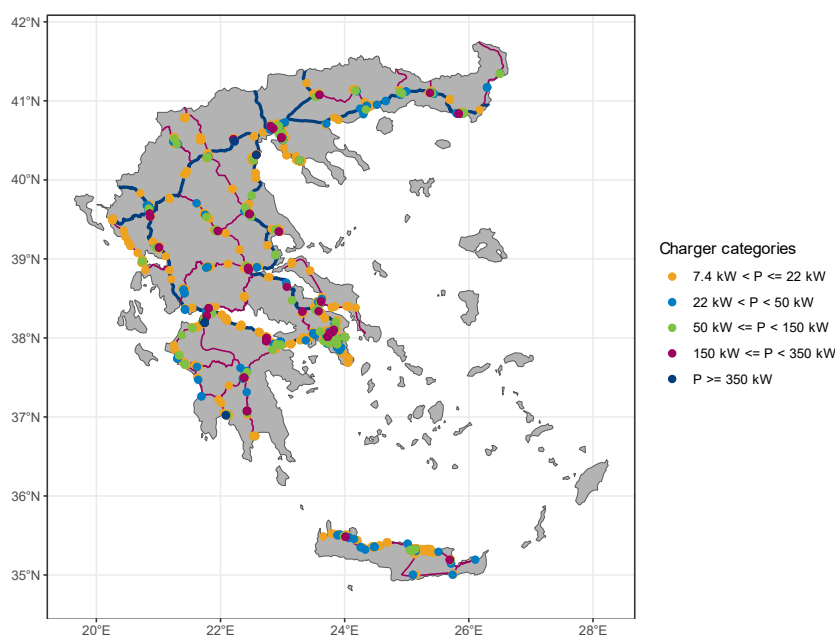 42°N
41°N
40°N
39°N
38°N
37°N
36°N
35°N
20°E
22°E
24°E
26°E
28°E
Charger categories
7.4 kW < P <= 22 kW
22 kW < P < 50 kW
50 kW <= P < 150 kW
150 kW <= P < 350 kW
P >= 350 kW